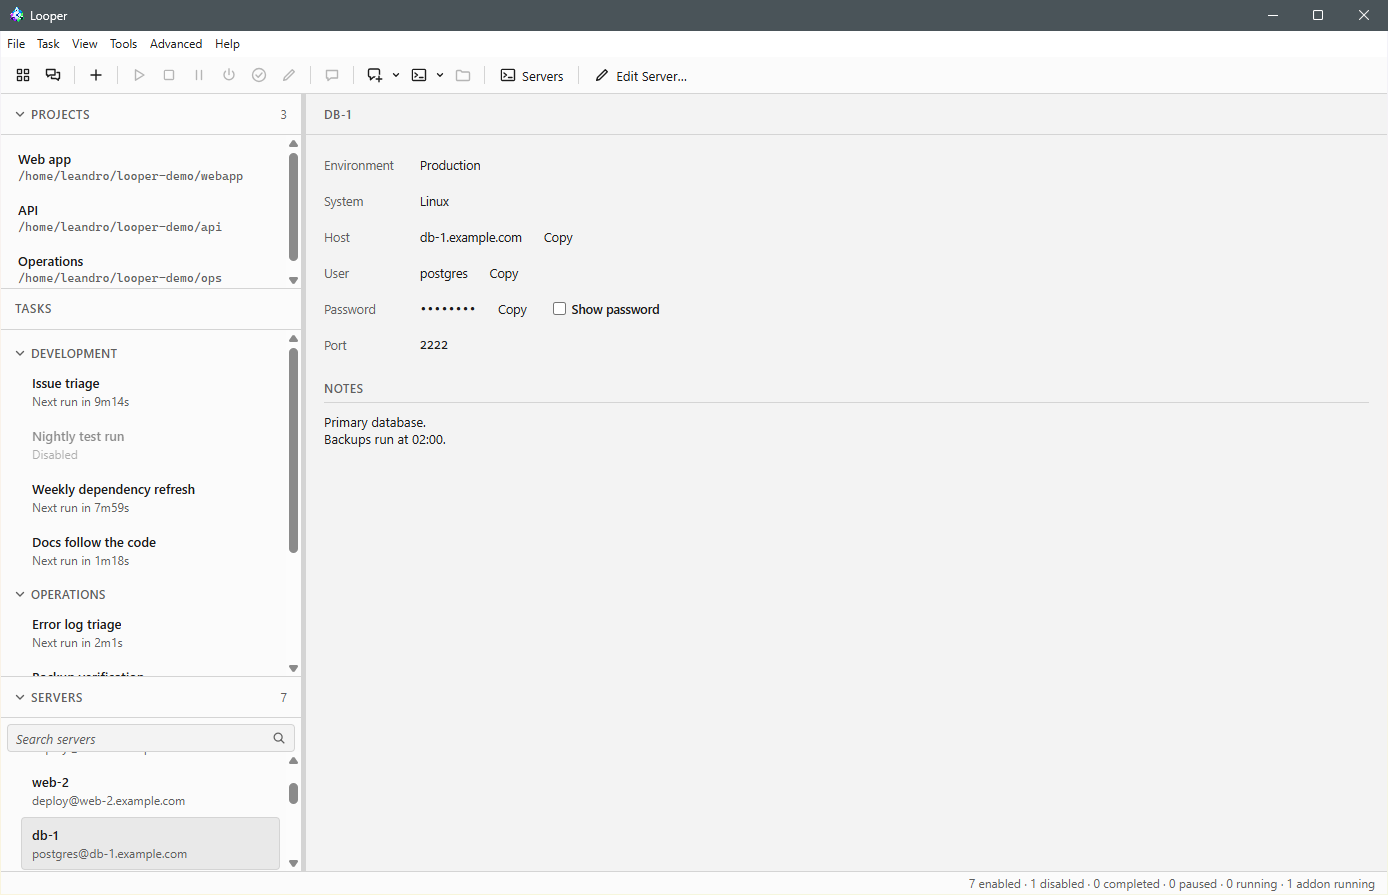 Looper
File Task View Tools Advanced Help
Servers Edit Server...
PROJECTS 3
Web app
/home/leandro/looper-demo/webapp
API
/home/leandro/looper-demo/api
Operations
/home/leandro/looper-demo/ops
TASKS
DEVELOPMENT
Issue triage
Next run in 9m14s
Nightly test run
Disabled
Weekly dependency refresh
Next run in 7m59s
Docs follow the code
Next run in 1m18s
OPERATIONS
Error log triage
Next run in 2m1s
Backup verification
SERVERS 7
Search servers
web-2
deploy@web-2.example.com
db-1
postgres@db-1.example.com
DB-1
Environment Production
System Linux
Host db-1.example.com Copy
User postgres Copy
Password •••••••• Copy Show password
Port 2222
NOTES
Primary database.
Backups run at 02:00.
7 enabled · 1 disabled · 0 completed · 0 paused · 0 running · 1 addon running